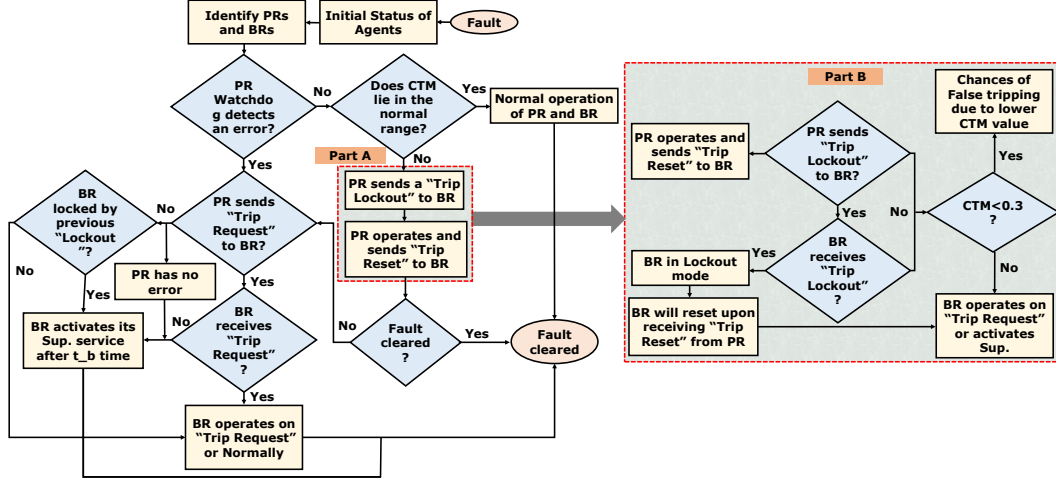 Identify PRs
and BRs
Initial Status of
Agents
Fault
PR
Watchdo
g detects
an error?
No
Does CTM
lie in the
normal
range?
Yes
Normal operation
of PR and BR
Yes
Part A
No
PR sends a “Trip
Lockout” to BR
PR operates and
sends “Trip
Reset” to BR
BR
locked by
previous
“Lockout
”?
No
PR sends
“Trip
Request”
to BR?
No
Yes
PR has no
error
Yes
BR activates its
Sup. service
after t_b time
No
BR
receives
“Trip
Request”
?
No
Fault
cleared
?
Yes
Fault
cleared
Yes
BR operates on
“Trip Request”
or Normally
Part B
Chances of
False tripping
due to lower
CTM value
PR operates and
sends “Trip
Reset” to BR
PR sends
“Trip
Lockout”
to BR?
Yes
No
CTM<0.3
?
Yes
BR in Lockout
mode
Yes
BR
receives
“Trip
Lockout”
?
No
BR will reset upon
receiving “Trip
Reset” from PR
BR operates on
“Trip Request”
or activates
Sup.